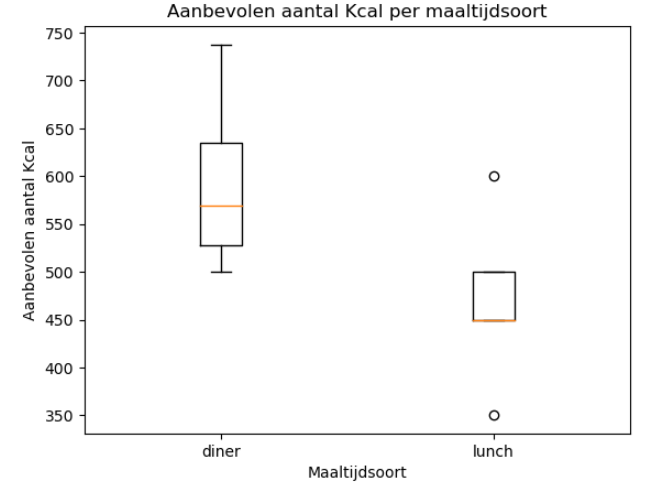 Aanbevolen aantal Kcal per maaltijdsoort
750
700
650
600
550
500
450
400
350
Aanbevolen aantal Kcal
diner lunch
Maaltijdsoort